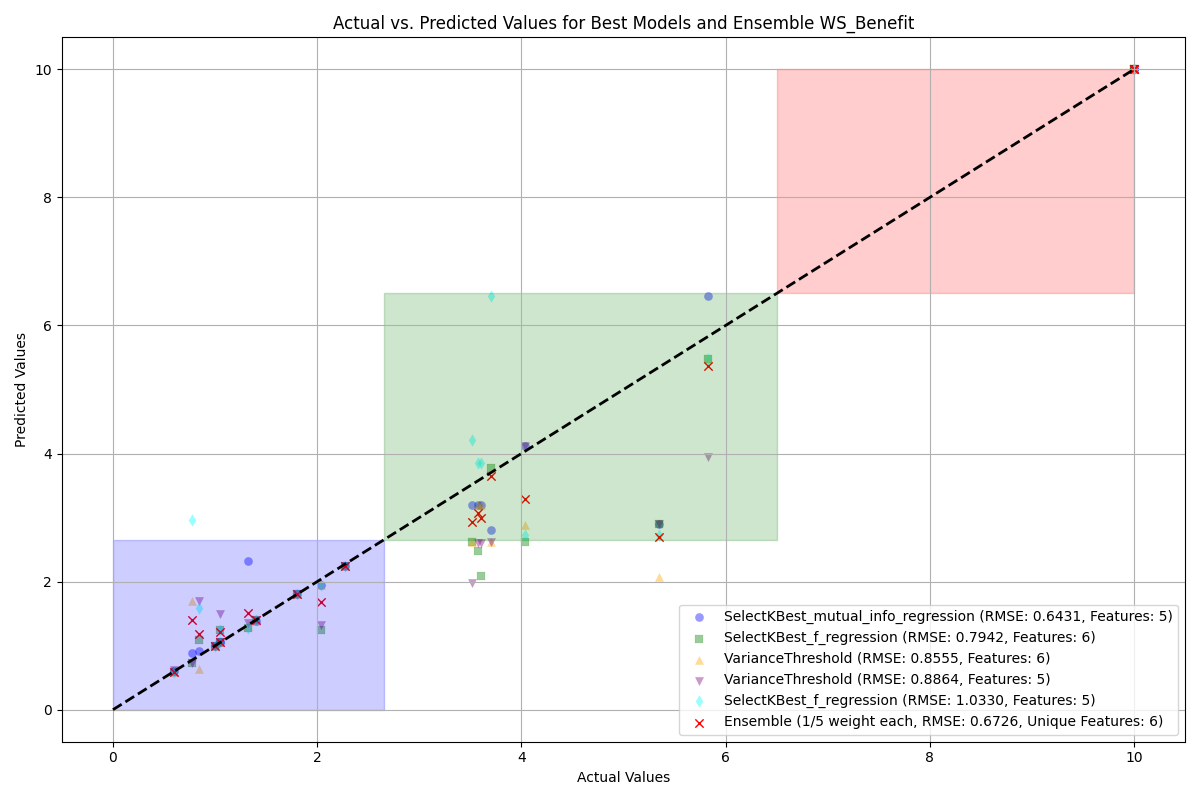 Actual vs. Predicted Values for Best Models and Ensemble WS_Benefit
Predicted Values
10
8
6
4
2
0
0 2 4 6 8 10
Actual Values
SelectKBest_mutual_info_regression (RMSE: 0.6431, Features: 5)
SelectKBest_f_regression (RMSE: 0.7942, Features: 6)
VarianceThreshold (RMSE: 0.8555, Features: 6)
VarianceThreshold (RMSE: 0.8864, Features: 5)
SelectKBest_f_regression (RMSE: 1.0330, Features: 5)
Ensemble (1/5 weight each, RMSE: 0.6726, Unique Features: 6)